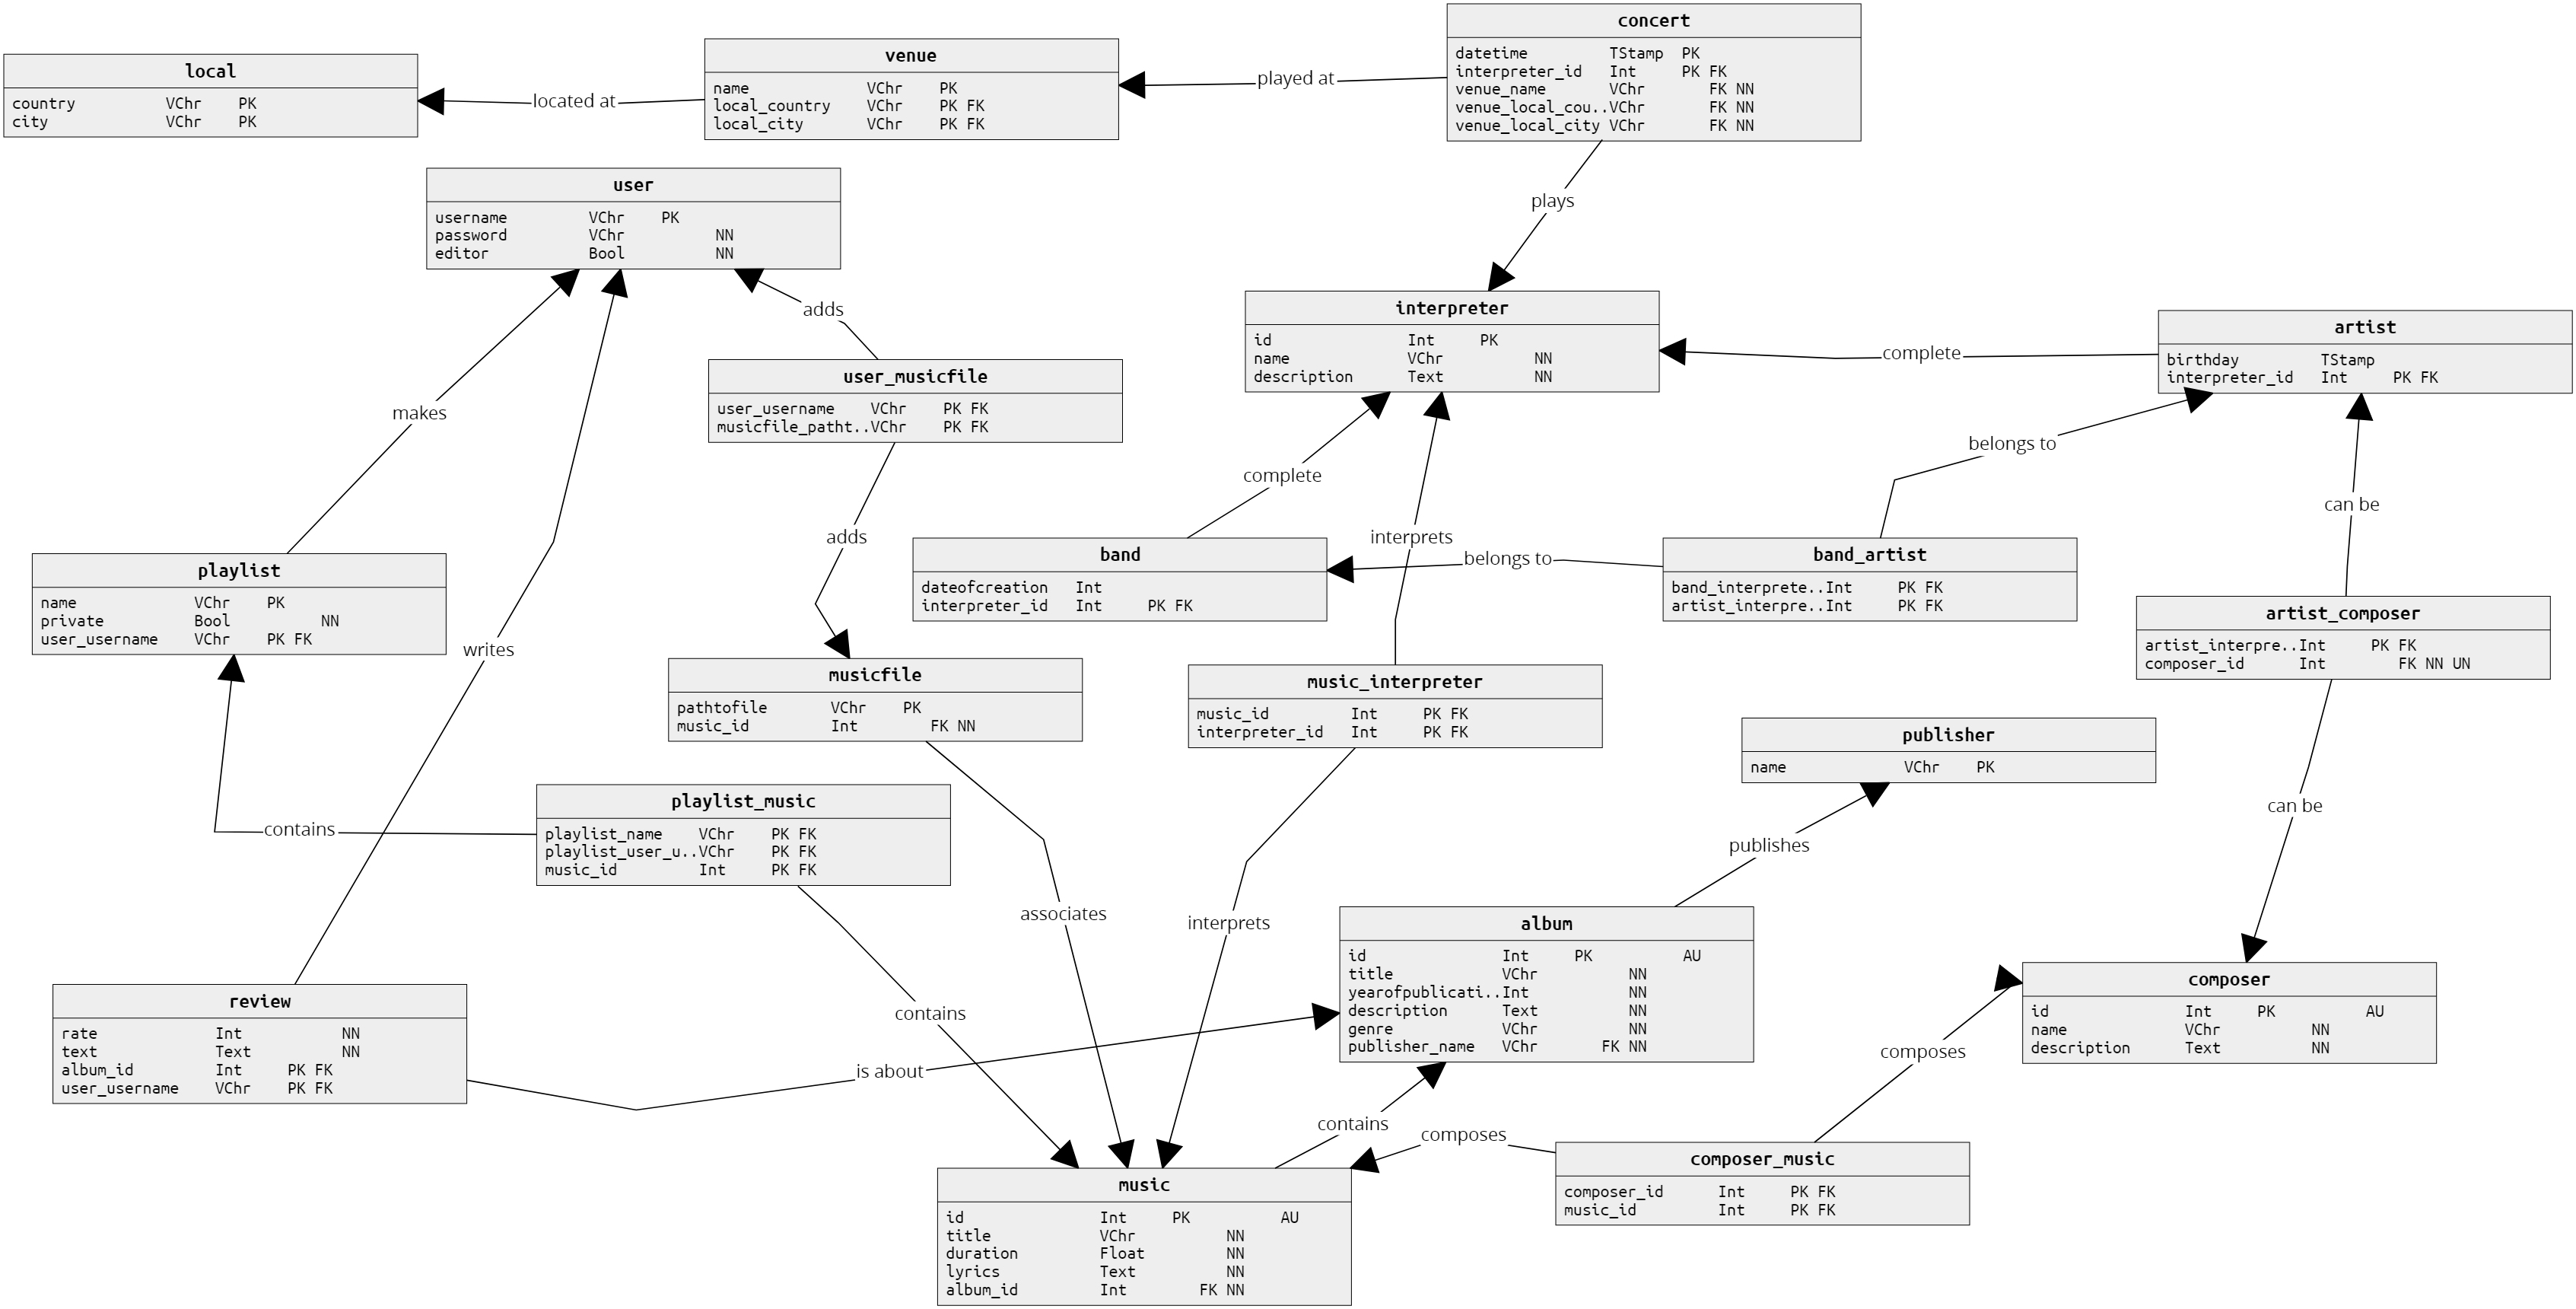 concert
datetime TStamp PK
interpreter_id Int PK FK
venue_name VChr FK NN
venue_local_cou..VChr FK NN
venue_local_city VChr FK NN
venue
name VChr PK
local_country VChr PK FK
local_city VChr PK FK
local
country VChr PK
city VChr PK
played at
located at
user
username VChr PK
password VChr NN
editor Bool NN
plays
interpreter
id Int PK
name VChr NN
description Text NN
artist
birthday TStamp
interpreter_id Int PK FK
adds
complete
user_musicfile
user_username VChr PK FK
musicfile_patht..VChr PK FK
makes
belongs to
complete
can be
adds
interprets
band
dateofcreation Int
interpreter_id Int PK FK
belongs to
band_artist
band_interprete..Int PK FK
artist_interpre..Int PK FK
playlist
name VChr PK
private Bool NN
user_username VChr PK FK
artist_composer
artist_interpre..Int PK FK
composer_id Int FK NN UN
writes
musicfile
pathtofile VChr PK
music_id Int FK NN
music_interpreter
music_id Int PK FK
interpreter_id Int PK FK
publisher
name VChr PK
playlist_music
playlist_name VChr PK FK
playlist_user_u..VChr PK FK
music_id Int PK FK
contains
can be
publishes
associates
interprets
album
id Int PK AU
title VChr NN
yearofpublicati..Int NN
description Text NN
genre VChr NN
publisher_name VChr FK NN
composer
id Int PK AU
name VChr NN
description Text NN
review
rate Int NN
text Text NN
album_id Int PK FK
user_username VChr PK FK
contains
is about
composes
contains
composes
composer_music
composer_id Int PK FK
music_id Int PK FK
music
id Int PK AU
title VChr NN
duration Float NN
lyrics Text NN
album_id Int FK NN